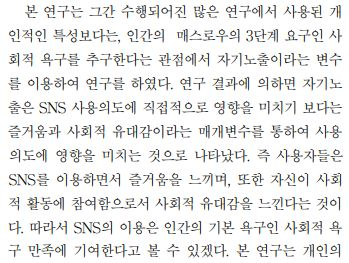 본 연구는 그간 수행되어진 많은 연구에서 사용된 개
인적인 특성보다는, 인간의 매스로우의 3단계 요구인 사
회적 욕구를 추구한다는 관점에서 자기노출이라는 변수
를 이용하여 연구를 하였다. 연구 결과에 의하면 자기노
출은 SNS 사용의도에 직접적으로 영향을 미치기 보다는
즐거움과 사회적 유대감이라는 매개변수를 통하여 사용
의도에 영향을 미치는 것으로 나타났다. 즉 사용자들은
SNS를 이용하면서 즐거움을 느끼며, 또한 자신이 사회
적 활동에 참여함으로서 사회적 유대감을 느낀다는 것이
다. 따라서 SNS의 이용은 인간의 기본 욕구인 사회적 욕
구 만족에 기여한다고 볼 수 있겠다. 본 연구는 개인의